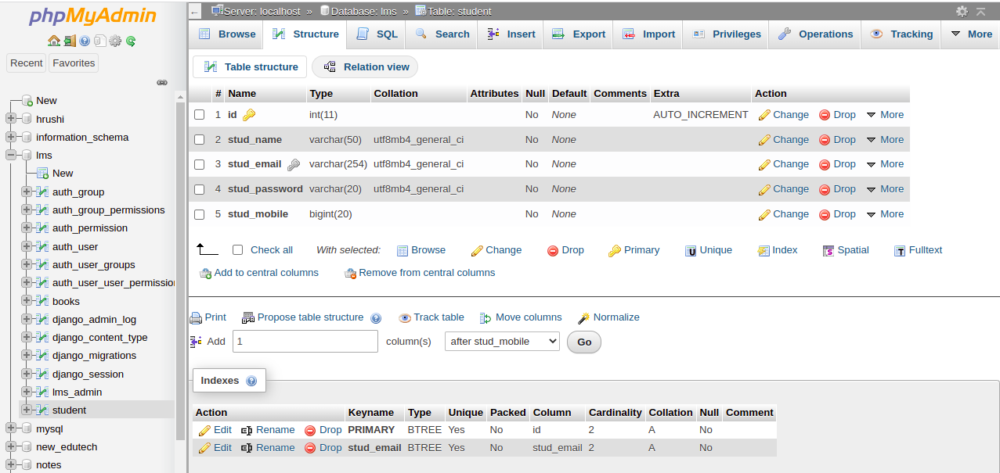 phpMyAdmin
Recent Favorites
New
hrushi
information_schema
lms
New
auth_group
auth_group_permissions
auth_permission
auth_user
auth_user_groups
auth_user_user_permission
books
django_admin_log
django_content_type
django_migrations
django_session
lms_admin
student
mysql
new_edutech
notes
← Server: localhost » Database: lms » Table: student
Browse Structure SQL Search Insert Export Import Privileges Operations Tracking More
Table structure Relation view
# Name Type Collation Attributes Null Default Comments Extra Action
1 id int(11) No None AUTO_INCREMENT Change Drop More
2 stud_name varchar(50) utf8mb4_general_ci No None Change Drop More
3 stud_email varchar(254) utf8mb4_general_ci No None Change Drop More
4 stud_password varchar(20) utf8mb4_general_ci No None Change Drop More
5 stud_mobile bigint(20) No None Change Drop More
Check all With selected: Browse Change Drop Primary Unique Index Spatial Fulltext
Add to central columns Remove from central columns
Print Propose table structure Track table Move columns Normalize
Add 1 column(s) after stud_mobile Go
Indexes
Action Keyname Type Unique Packed Column Cardinality Collation Null Comment
Edit Rename Drop PRIMARY BTREE Yes No id 2 A No
Edit Rename Drop stud_email BTREE Yes No stud_email 2 A No